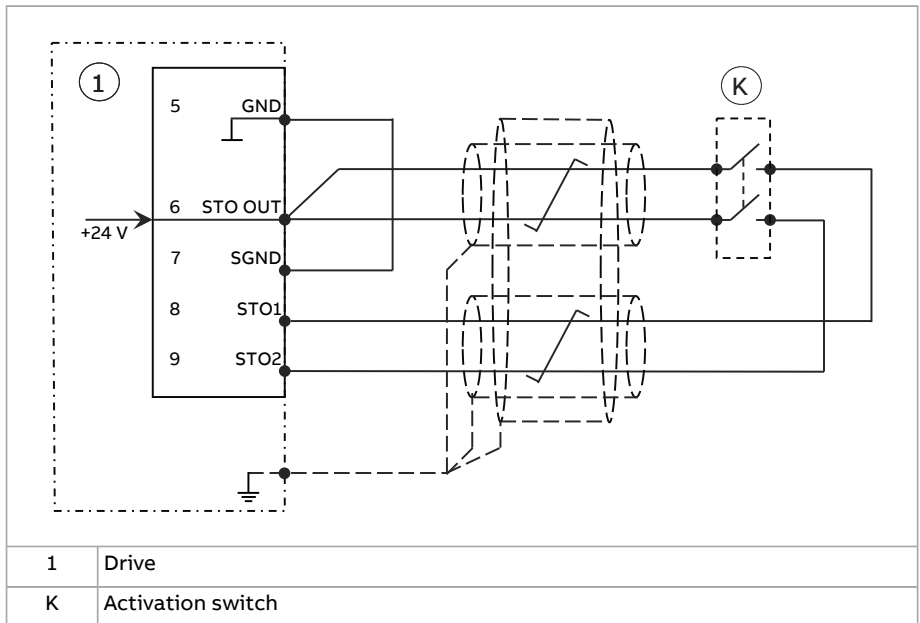 1
K
5 GND
6 STO OUT
+24 V
7 SGND
8 STO1
9 STO2
1 Drive
K Activation switch